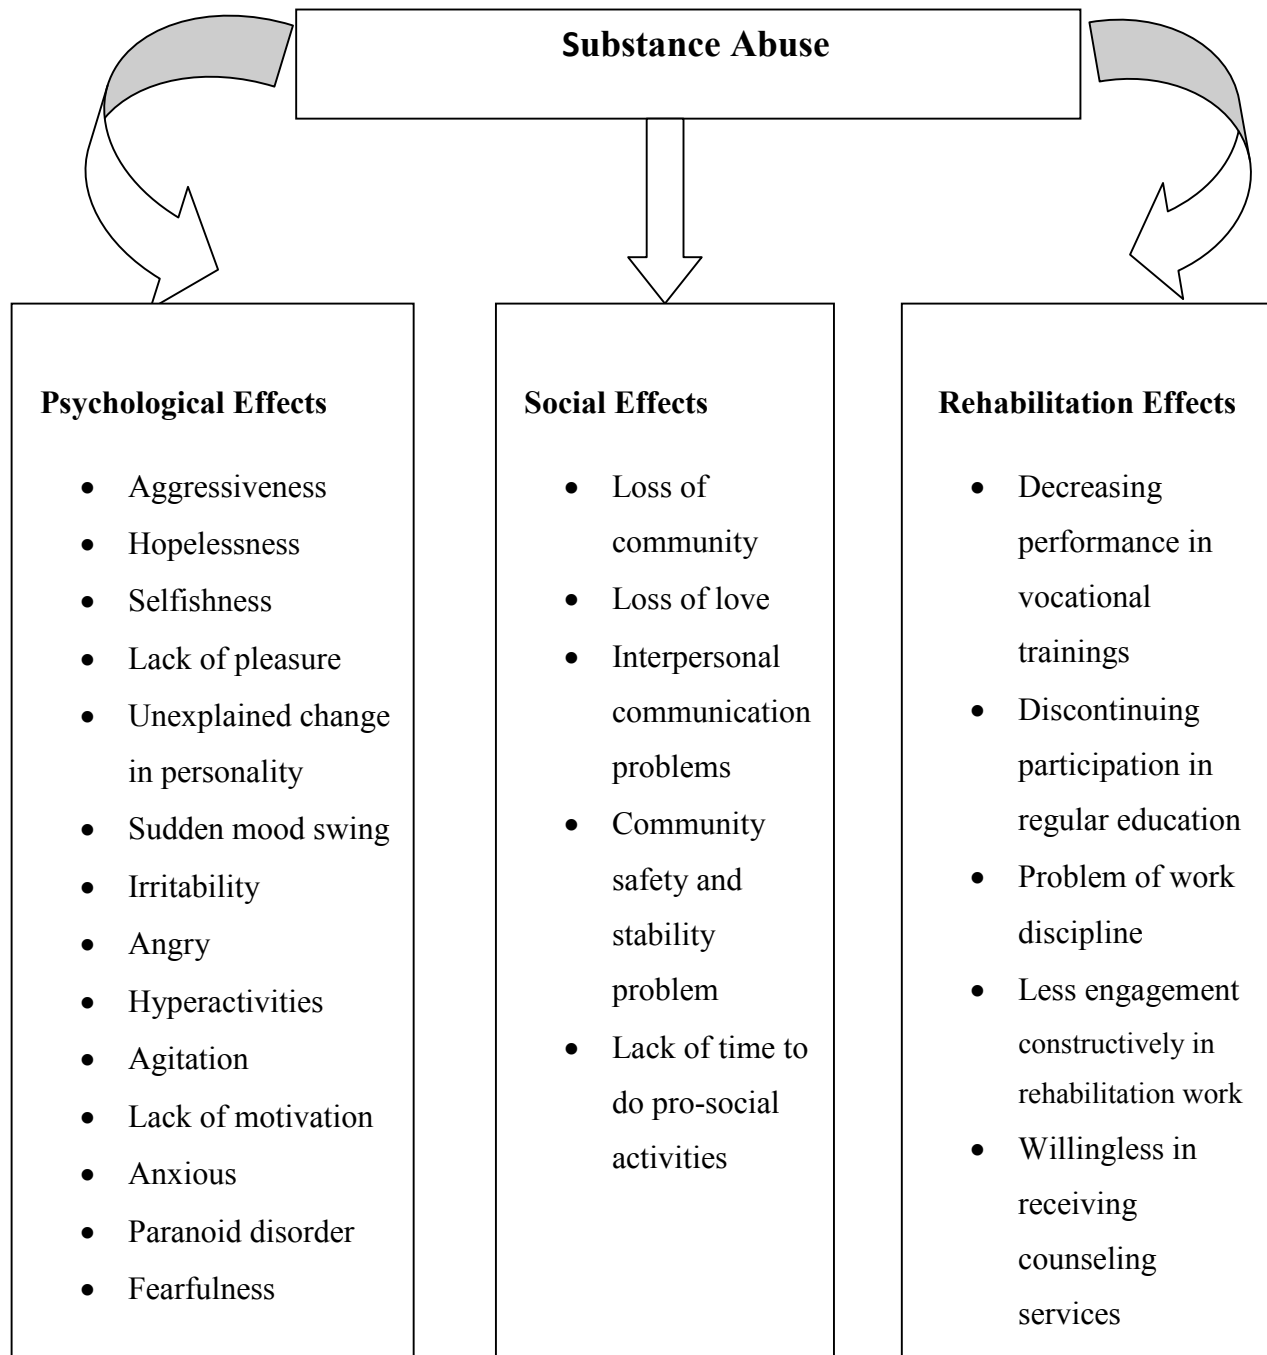 Substance Abuse
Psychological Effects
• Aggressiveness
• Hopelessness
• Selfishness
• Lack of pleasure
• Unexplained change
in personality
• Sudden mood swing
• Irritability
• Angry
• Hyperactivities
• Agitation
• Lack of motivation
• Anxious
• Paranoid disorder
• Fearfulness
Social Effects
• Loss of
community
• Loss of love
• Interpersonal
communication
problems
• Community
safety and
stability
problem
• Lack of time to
do pro-social
activities
Rehabilitation Effects
• Decreasing
performance in
vocational
trainings
• Discontinuing
participation in
regular education
• Problem of work
discipline
• Less engagement
constructively in
rehabilitation work
• Willingless in
receiving
counseling
services